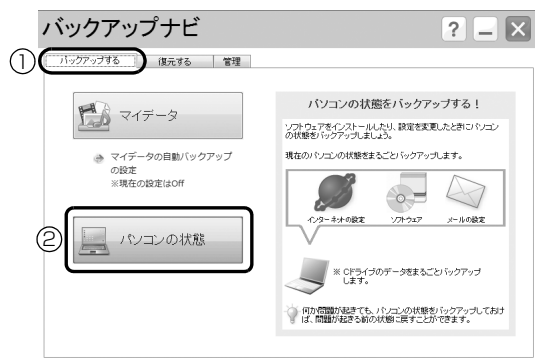 バックアップナビ
?
①
バックアップする 復元する 管理
マイデータ
マイデータの自動バックアップ
の設定
※現在の設定はOff
②
パソコンの状態
パソコンの状態をバックアップする!
ソフトウェアをインストールしたり、設定を変更したときにパソコン
の状態をバックアップしましょう。
現在のパソコンの状態をまるごとバックアップします。
インターネットの設定 ソフトウェア メールの設定
※ Cドライブのデータをまるごとバックアップ
します。
何か問題が起きても、パソコンの状態をバックアップしておけ
ば、問題が起きる前の状態に戻すことができます。